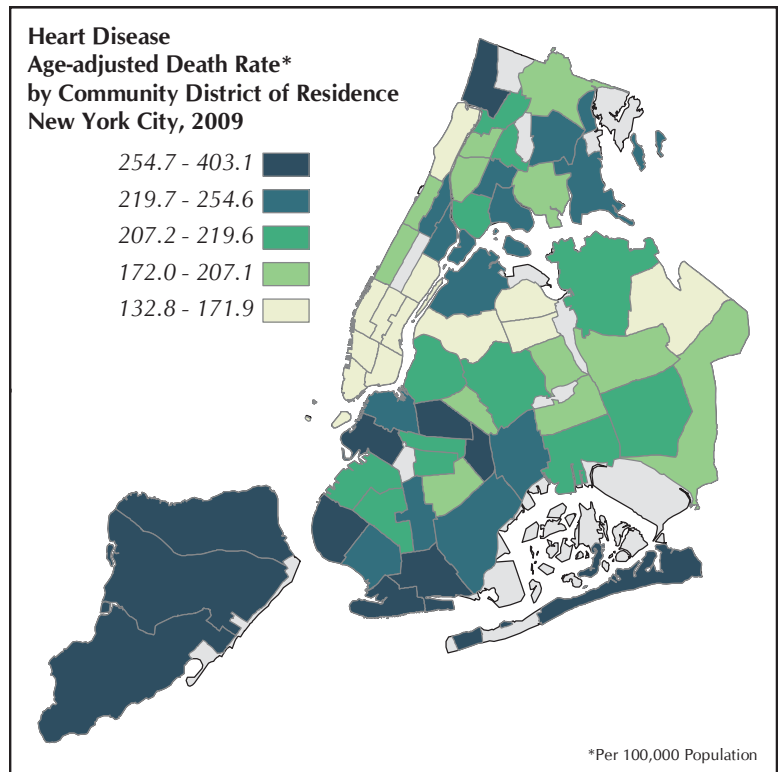 Heart Disease
Age-adjusted Death Rate*
by Community District of Residence
New York City, 2009
254.7 - 403.1
219.7 - 254.6
207.2 - 219.6
172.0 - 207.1
132.8 - 171.9
*Per 100,000 Population